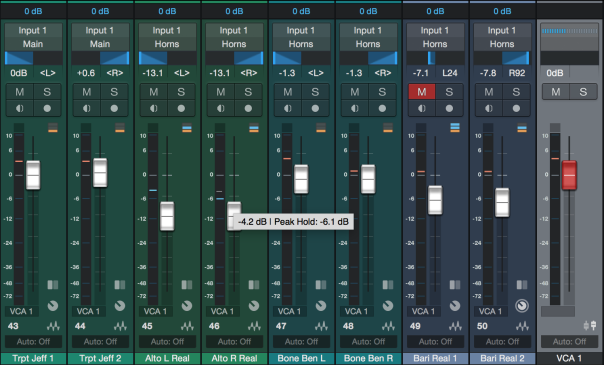 0 dB 0 dB 0 dB 0 dB 0 dB 0 dB 0 dB 0 dB 0 dB
Input 1 Input 1 Input 1 Input 1 Input 1 Input 1 Input 1 Input 1
Main Main Horns Horns Horns Horns Horns Horns
0dB <L> +0.6 <R> -13.1 <L> -13.1 <R> -1.3 <L> -1.3 <R> -7.1 L24 -7.8 R92 0dB
M S M S M S M S M S M S M S M S M S
10 10 10 10 10 10 10 10 10
6 6 6 6 6 6 6 6 6
0 0 0 0 0 0 0 0 0
-6 -6 -6 -6 -6 -6 -6 -6 -6
-12 -12 -12 -12 -12 -12 -12 -12 -12
-4.2 dB | Peak Hold: -6.1 dB
-24 -24 -24 -24 -24 -24 -24 -24 -24
-36 -36 -36 -36 -36 -36 -36 -36 -36
-48 -48 -48 -48 -48 -48 -48 -48 -48
-72 -72 -72 -72 -72 -72 -72 -72 -72
VCA 1 VCA 1 VCA 1 VCA 1 VCA 1 VCA 1 VCA 1 VCA 1
43 44 45 46 47 48 49 50
Auto: Off Auto: Off Auto: Off Auto: Off Auto: Off Auto: Off Auto: Off Auto: Off Auto: Off
Trpt Jeff 1 Trpt Jeff 2 Alto L Real Alto R Real Bone Ben L Bone Ben R Bari Real 1 Bari Real 2 VCA 1